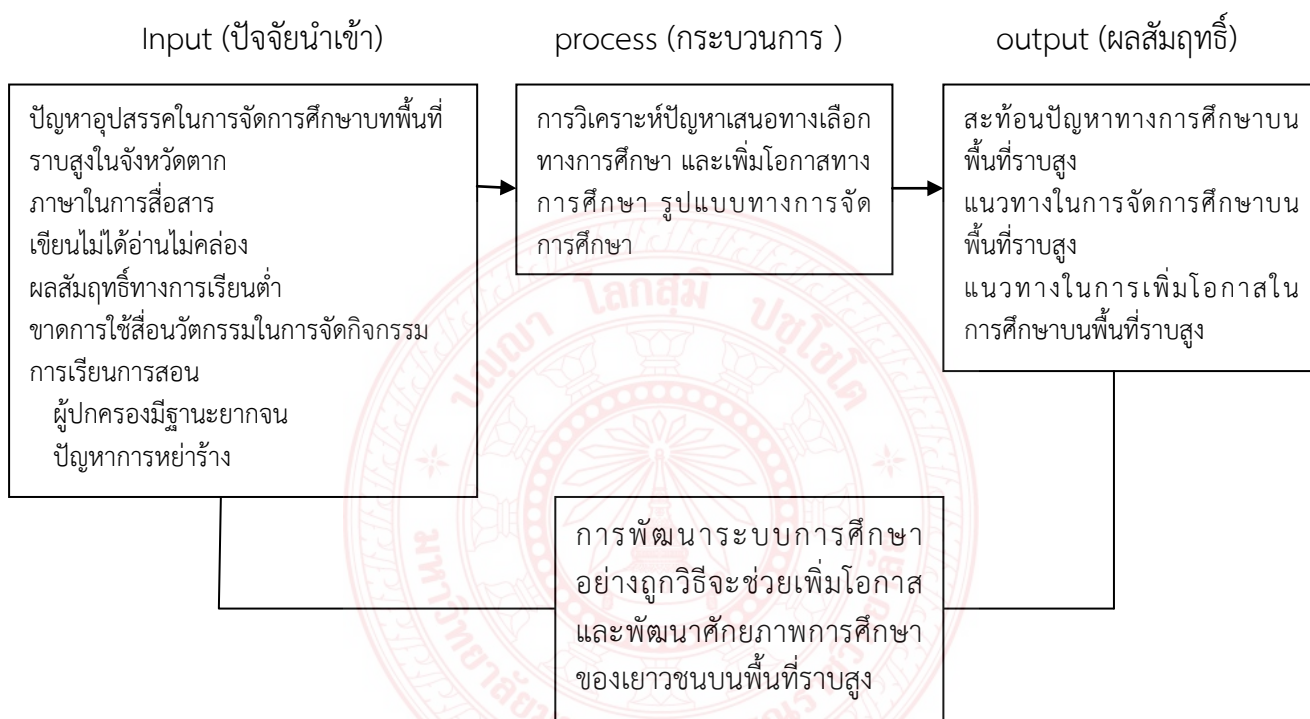 Input (ปัจจัยนำเข้า)
process (กระบวนการ )
output (ผลสัมฤทธิ์)
ปัญหาอุปสรรคในการจัดการศึกษาบทพื้นที่
ราบสูงในจังหวัดตาก
ภาษาในการสื่อสาร
เขียนไม่ได้อ่านไม่คล่อง
ผลสัมฤทธิ์ทางการเรียนต่ำ
ขาดการใช้สื่อนวัตกรรมในการจัดกิจกรรม
การเรียนการสอน
ผู้ปกครองมีฐานะยากจน
ปัญหาการหย่าร้าง
การวิเคราะห์ปัญหาเสนอทางเลือก
ทางการศึกษา และเพิ่มโอกาสทาง
การศึกษา รูปแบบทางการจัด
การศึกษา
สะท้อนปัญหาทางการศึกษาบน
พื้นที่ราบสูง
แนวทางในการจัดการศึกษาบน
พื้นที่ราบสูง
แนวทางในการเพิ่มโอกาสใน
การศึกษาบนพื้นที่ราบสูง
การพัฒนาระบบการศึกษา
อย่างถูกวิธีจะช่วยเพิ่มโอกาส
และพัฒนาศักยภาพการศึกษา
ของเยาวชนบนพื้นที่ราบสูง
ปญฺญา โลกสฺมิ ปชฺโชโต